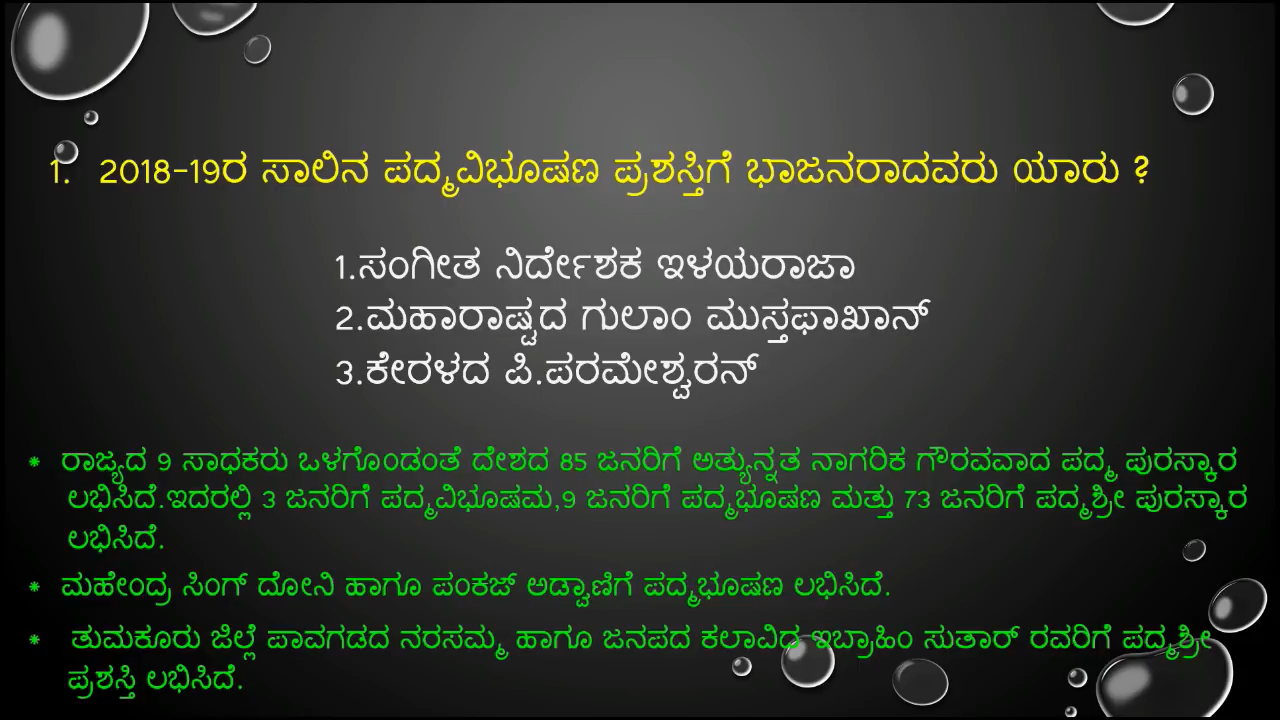 1. 2018-19ರ ಸಾಲಿನ ಪದ್ಮವಿಭೂಷಣ ಪ್ರಶಸ್ತಿಗೆ ಭಾಜನರಾದವರು ಯಾರು ?
1.ಸಂಗೀತ ನಿರ್ದೇಶಕ ಇಳಯರಾಜಾ
2.ಮಹಾರಾಷ್ಟ್ರದ ಗುಲಾಂ ಮುಸ್ತಫಾಖಾನ್
3.ಕೇರಳದ ಪಿ.ಪರಮೇಶ್ವರನ್
* ರಾಜ್ಯದ 9 ಸಾಧಕರು ಒಳಗೊಂಡಂತೆ ದೇಶದ 85 ಜನರಿಗೆ ಅತ್ಯುನ್ನತ ನಾಗರಿಕ ಗೌರವವಾದ ಪದ್ಮ ಪುರಸ್ಕಾರ
ಲಭಿಸಿದೆ.ಇದರಲ್ಲಿ 3 ಜನರಿಗೆ ಪದ್ಮವಿಭೂಷಮ,9 ಜನರಿಗೆ ಪದ್ಮಭೂಷಣ ಮತ್ತು 73 ಜನರಿಗೆ ಪದ್ಮಶ್ರೀ ಪುರಸ್ಕಾರ
ಲಭಿಸಿದೆ.
* ಮಹೇಂದ್ರ ಸಿಂಗ್ ದೋನಿ ಹಾಗೂ ಪಂಕಜ್ ಅಡ್ವಾಣಿಗೆ ಪದ್ಮಭೂಷಣ ಲಭಿಸಿದೆ.
* ತುಮಕೂರು ಜಿಲ್ಲೆ ಪಾವಗಡದ ನರಸಮ್ಮ ಹಾಗೂ ಜನಪದ ಕಲಾವಿದ ಇಬ್ರಾಹಿಂ ಸುತಾರ್ ರವರಿಗೆ ಪದ್ಮಶ್ರೀ
ಪ್ರಶಸ್ತಿ ಲಭಿಸಿದೆ.